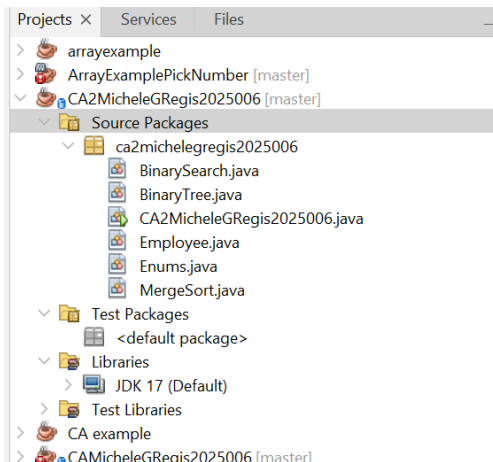 Projects × Services Files
arrayexample
ArrayExamplePickNumber [master]
CA2MicheleGRegis2025006 [master]
Source Packages
ca2michelegregis2025006
BinarySearch.java
BinaryTree.java
CA2MicheleGRegis2025006.java
Employee.java
Enums.java
MergeSort.java
Test Packages
<default package>
Libraries
JDK 17 (Default)
Test Libraries
CA example
CAMicheleGRegis2025006 [master]